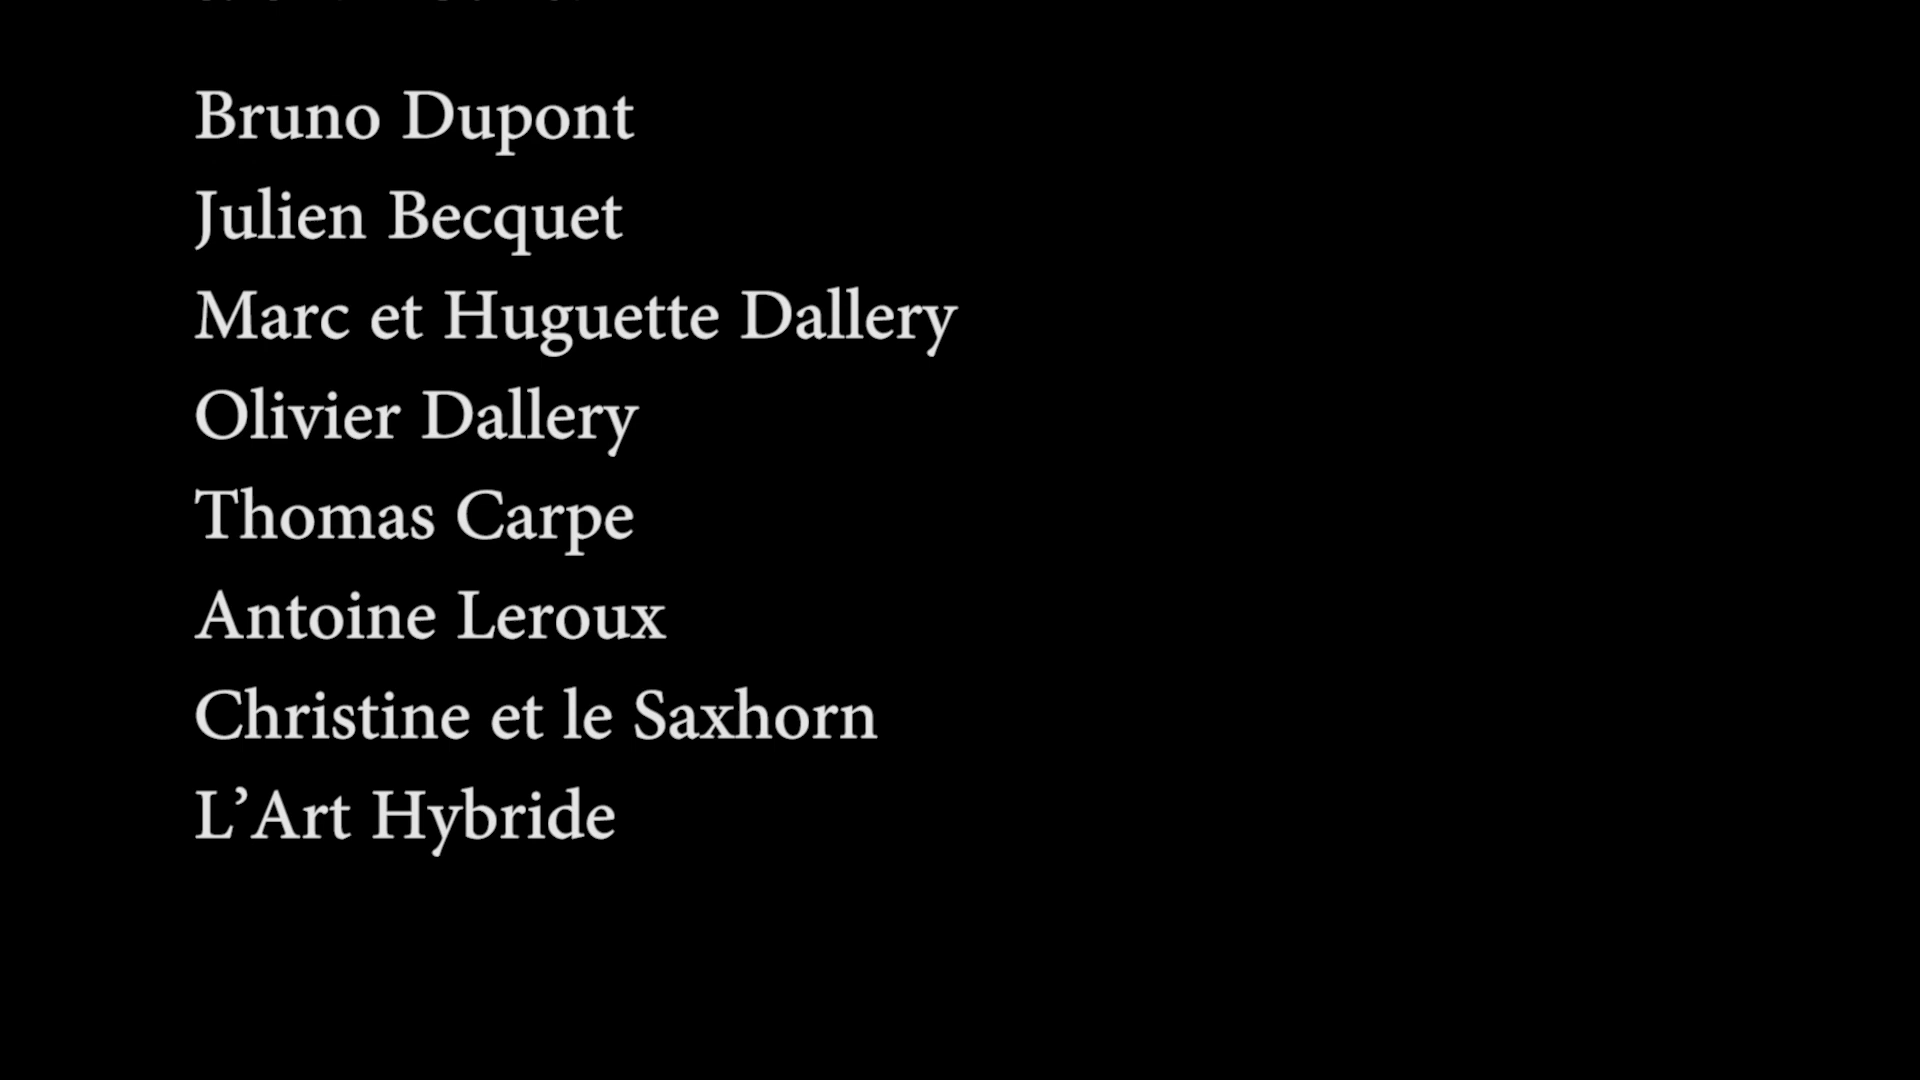 Bruno Dupont
Julien Becquet
Marc et Huguette Dallery
Olivier Dallery
Thomas Carpe
Antoine Leroux
Christine et le Saxhorn
L’Art Hybride